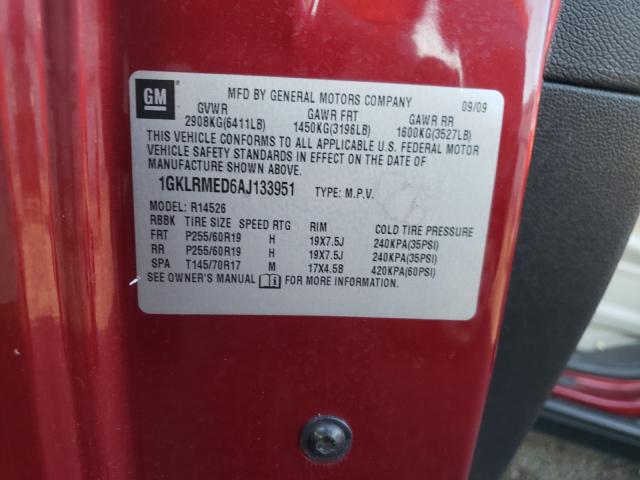 GM
MFD BY GENERAL MOTORS COMPANY 09/09
GVWR GAWR FRT GAWR RR
2908KG(6411LB) 1450KG(3196LB) 1600KG(3527LB)
THIS VEHICLE CONFORMS TO ALL APPLICABLE U.S. FEDERAL MOTOR
VEHICLE SAFETY STANDARDS IN EFFECT ON THE DATE OF
MANUFACTURE SHOWN ABOVE.
1GKLRMED6AJ133951 TYPE: M.P.V.
MODEL: R14526
RBBK TIRE SIZE SPEED RTG RIM COLD TIRE PRESSURE
FRT P255/60R19 H 19X7.5J 240KPA(35PSI)
RR P255/60R19 H 19X7.5J 240KPA(35PSI)
SPA T145/70R17 M 17X4.5B 420KPA(60PSI)
SEE OWNER'S MANUAL FOR MORE INFORMATION.